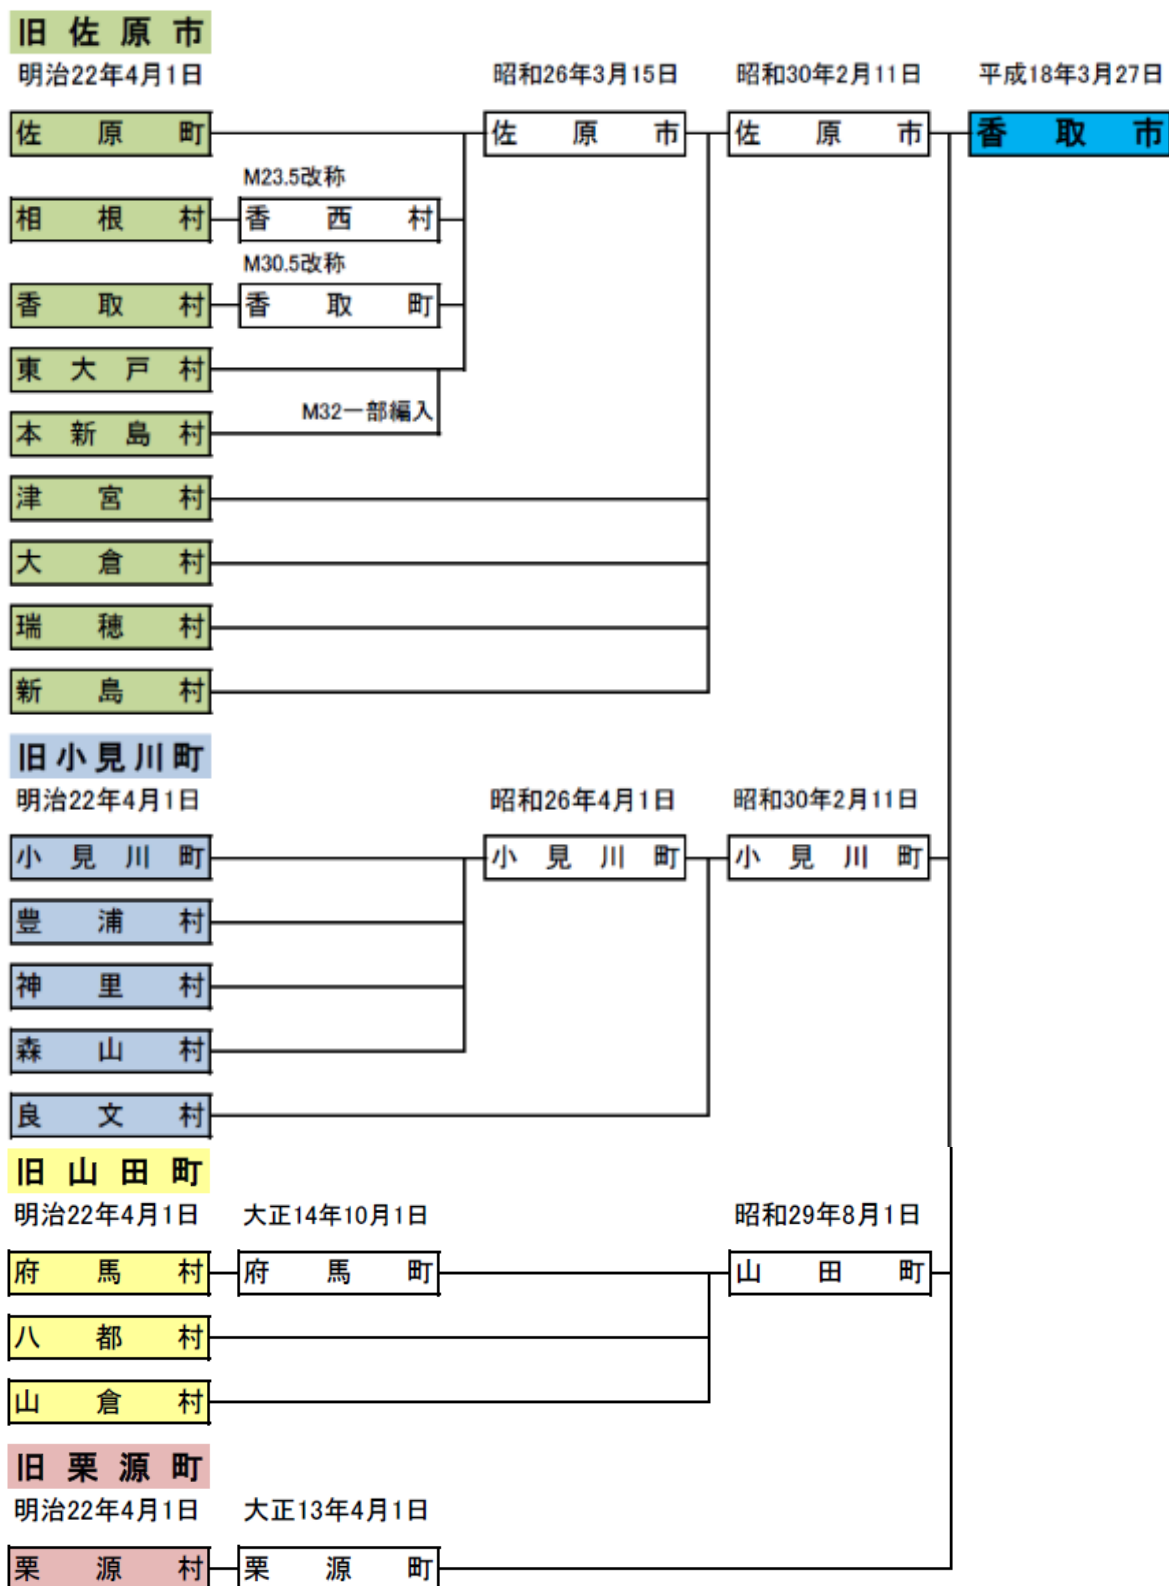 旧佐原市
明治22年4月1日 昭和26年3月15日 昭和30年2月11日 平成18年3月27日
佐原町 佐原市 佐原市 香取市
M23.5改称
相根村 香西村
M30.5改称
香取村 香取町
東大戸村
M32一部編入
本新島村
津宮村
大倉村
瑞穂村
新島村
旧小見川町
明治22年4月1日 昭和26年4月1日 昭和30年2月11日
小見川町 小見川町 小見川町
豊浦村
神里村
森山村
良文村
旧山田町
明治22年4月1日 大正14年10月1日 昭和29年8月1日
府馬村 府馬町 山田町
八都村
山倉村
旧栗源町
明治22年4月1日 大正13年4月1日
栗源村 栗源町